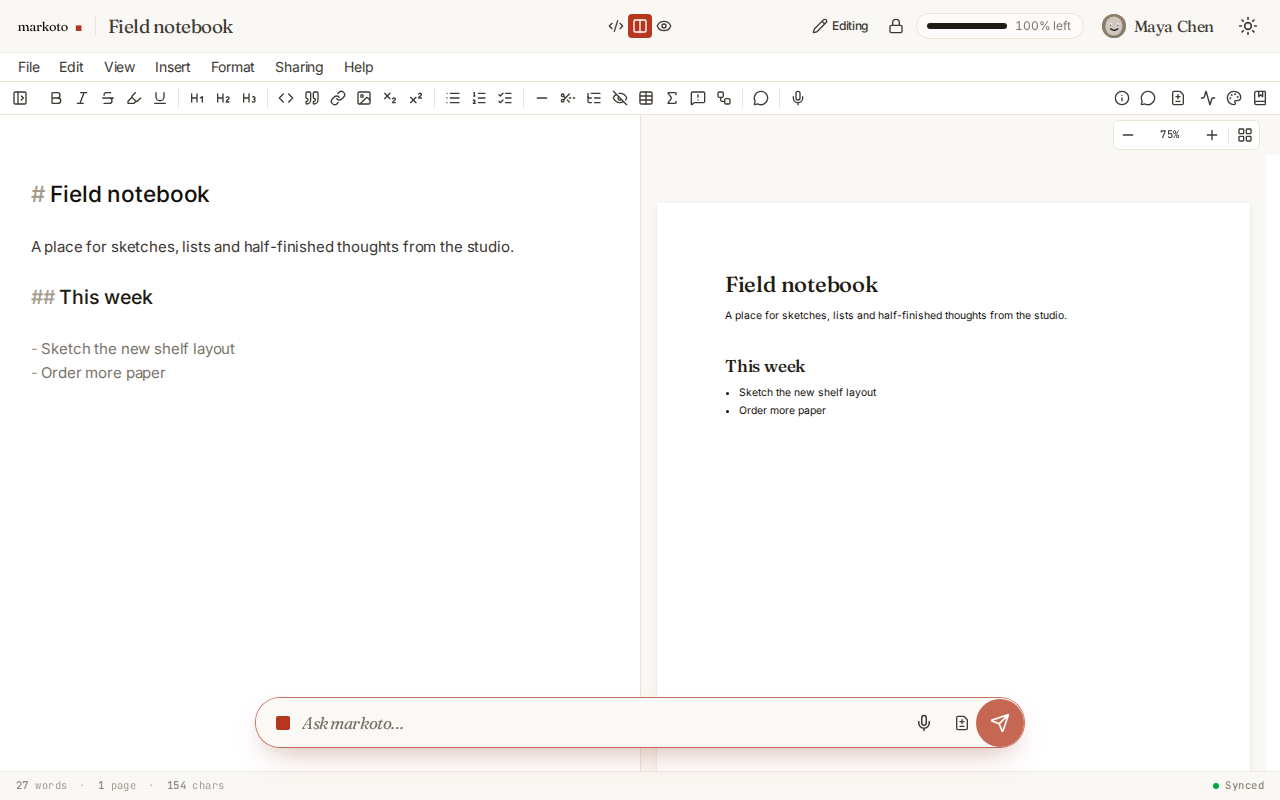 markoto
Field notebook
Editing
100% left
Maya Chen
File Edit View Insert Format Sharing Help
H1 H2 H3
75%
# Field notebook
A place for sketches, lists and half-finished thoughts from the studio.
## This week
- Sketch the new shelf layout
- Order more paper
Field notebook
A place for sketches, lists and half-finished thoughts from the studio.
This week
• Sketch the new shelf layout
• Order more paper
Ask markoto...
27 words · 1 page · 154 chars
Synced